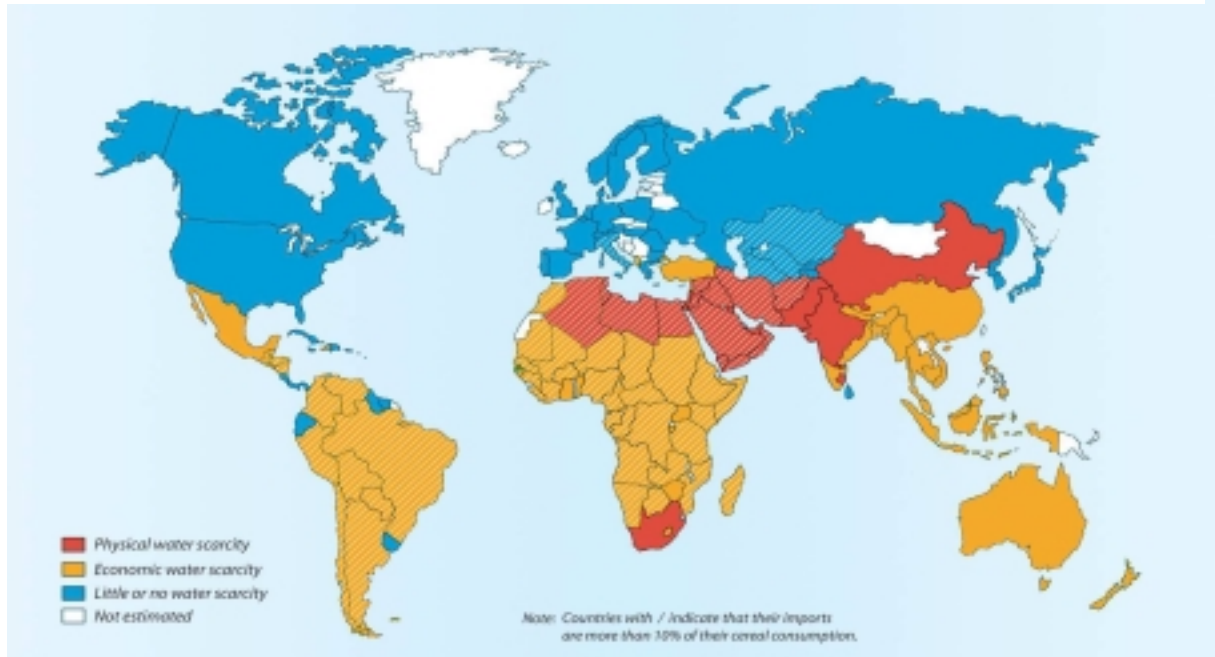 Physical water scarcity
Economic water scarcity
Little or no water scarcity
Not estimated
Note: Countries with / indicate that their imports
are more than 10% of their cereal consumption.